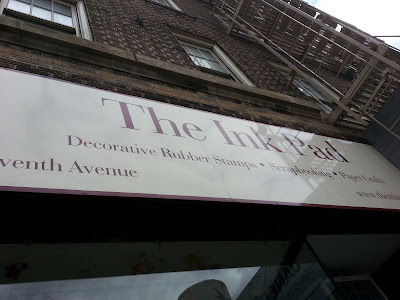 The Ink Pad
Decorative Rubber Stamps • Scrapbooking • Paper Crafts
venth Avenue